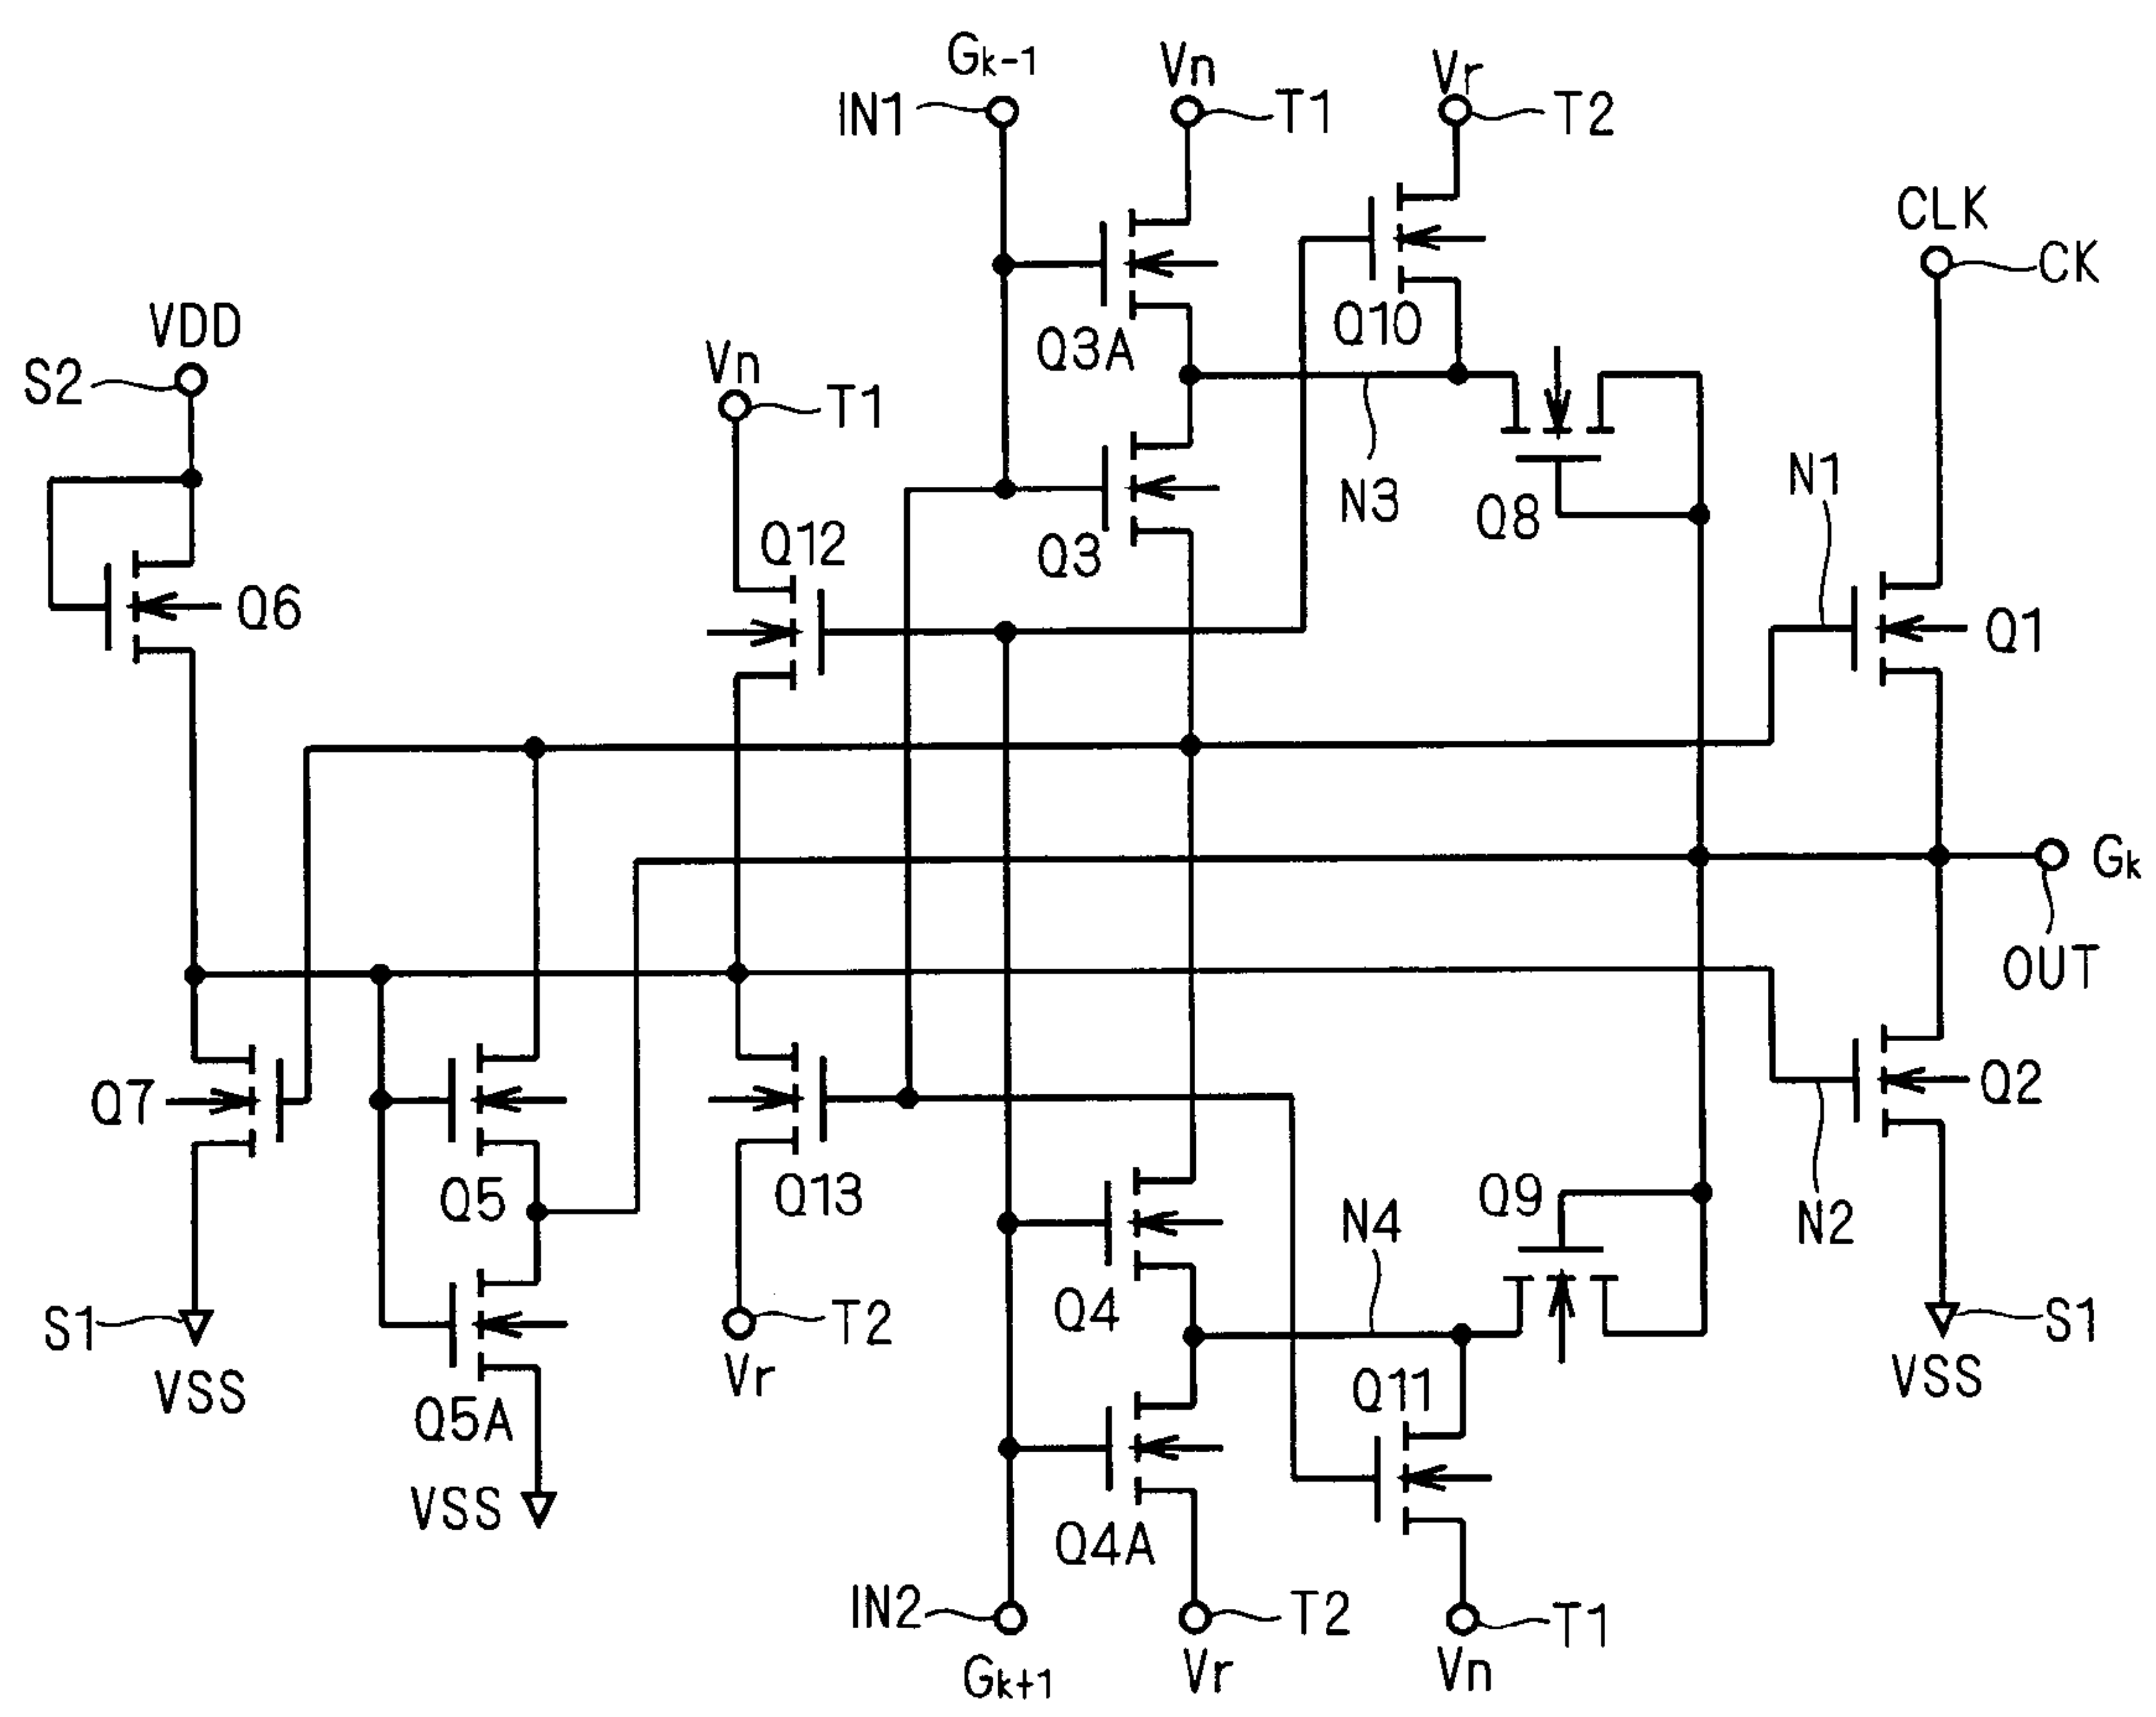 Gk-1
Vn
Vr
IN1
T1
T2
CLK
CK
VDD
S2
Q3A
Q10
Vn
T1
N3
Q8
N1
Q12
Q3
Q6
Q1
Gk
OUT
Q7
Q5
Q13
Q9
Q2
N4
N2
Q4
S1
VSS
T2
Vr
Q11
S1
VSS
Q5A
VSS
Q4A
IN2
T2
T1
Gk+1
Vr
Vn